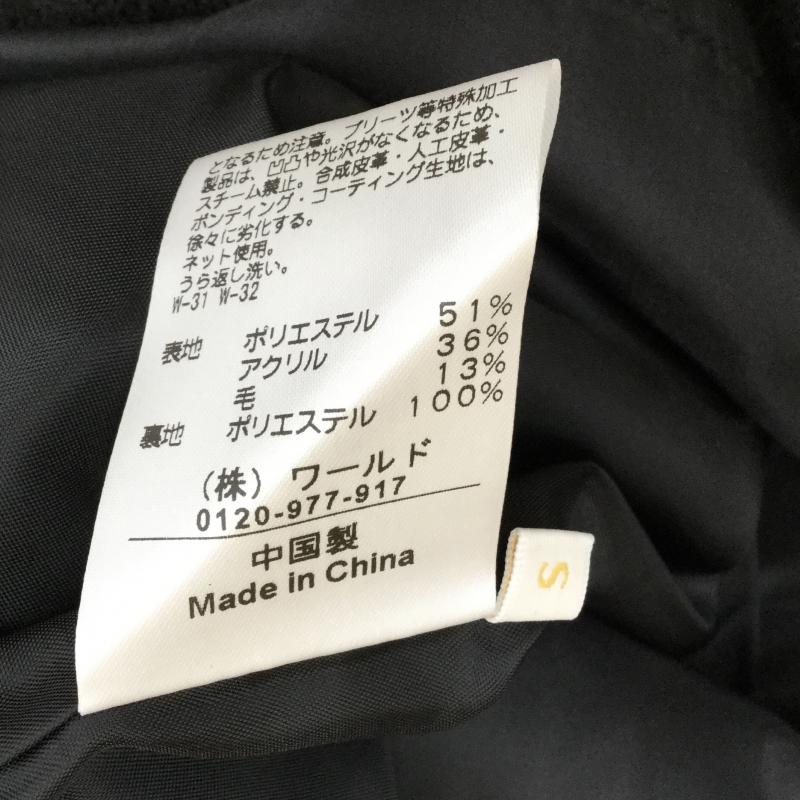 となるため注意。プリーツ等特殊加工
製品は、凹凸や光沢がなくなるため、
スチーム禁止。合成皮革・人工皮革・
ボンディング・コーティング生地は、
徐々に劣化する。
ネット使用。
うら返し洗い。
W-31 W-32
表地 ポリエステル 51%
アクリル 36%
毛 13%
裏地 ポリエステル 100%
(株) ワールド
0120-977-917
中国製
Made in China
S